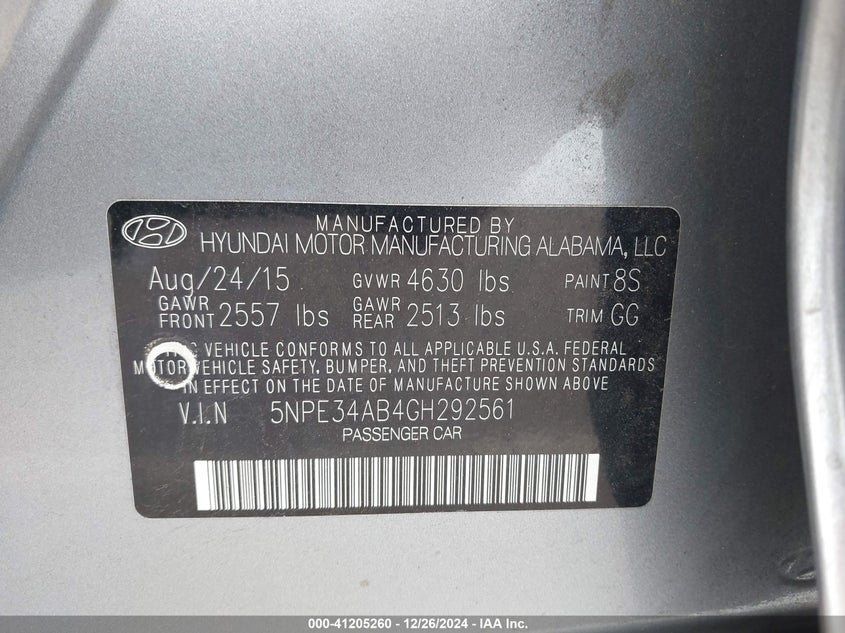 MANUFACTURED BY
HYUNDAI MOTOR MANUFACTURING ALABAMA, LLC
Aug/24/15 GVWR 4630 lbs PAINT 8S
GAWR FRONT 2557 lbs GAWR REAR 2513 lbs TRIM GG
VEHICLE CONFORMS TO ALL APPLICABLE U.S.A. FEDERAL
MOTOR VEHICLE SAFETY, BUMPER, AND THEFT PREVENTION STANDARDS
IN EFFECT ON THE DATE OF MANUFACTURE SHOWN ABOVE.
V.I.N 5NPE34AB4GH292561
PASSENGER CAR
000-41205260 - 12/26/2024 - IAA Inc.